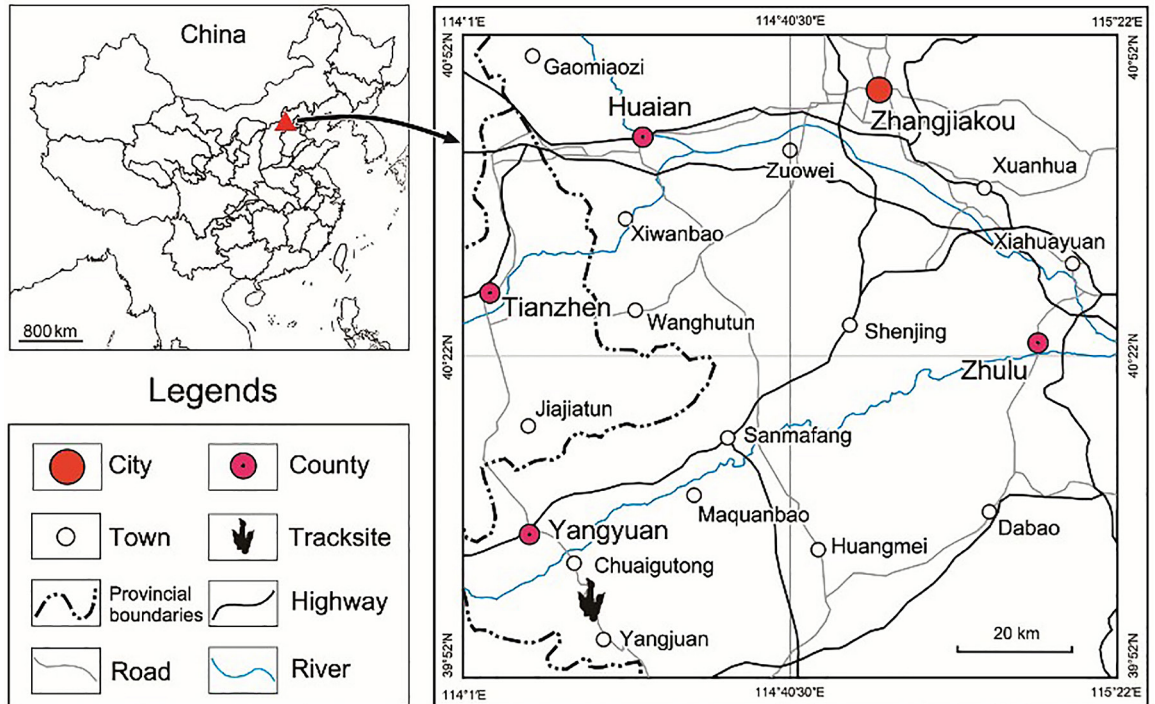 China
800km
Legends
City
County
Town
Tracksite
Provincial
boundaries
Highway
Road
River
114°1'E
114°40'30"E
115°22'E
40°52'N
40°52'N
Gaomiaozi
Huaian
Zhangjiakou
Zuowei
Xuanhua
Xiwanbao
Xiahuayuan
Tianzhen
Wanghutun
Shenjing
40°22'N
40°22'N
Zhulu
Jiajiatun
Sanmafang
Maquanbao
Yangyuan
Dabao
Chuaigutong
Huangmei
Yangjuan
20 km
39°52'N
39°52'N
114°1'E
114°40'30"E
115°22'E